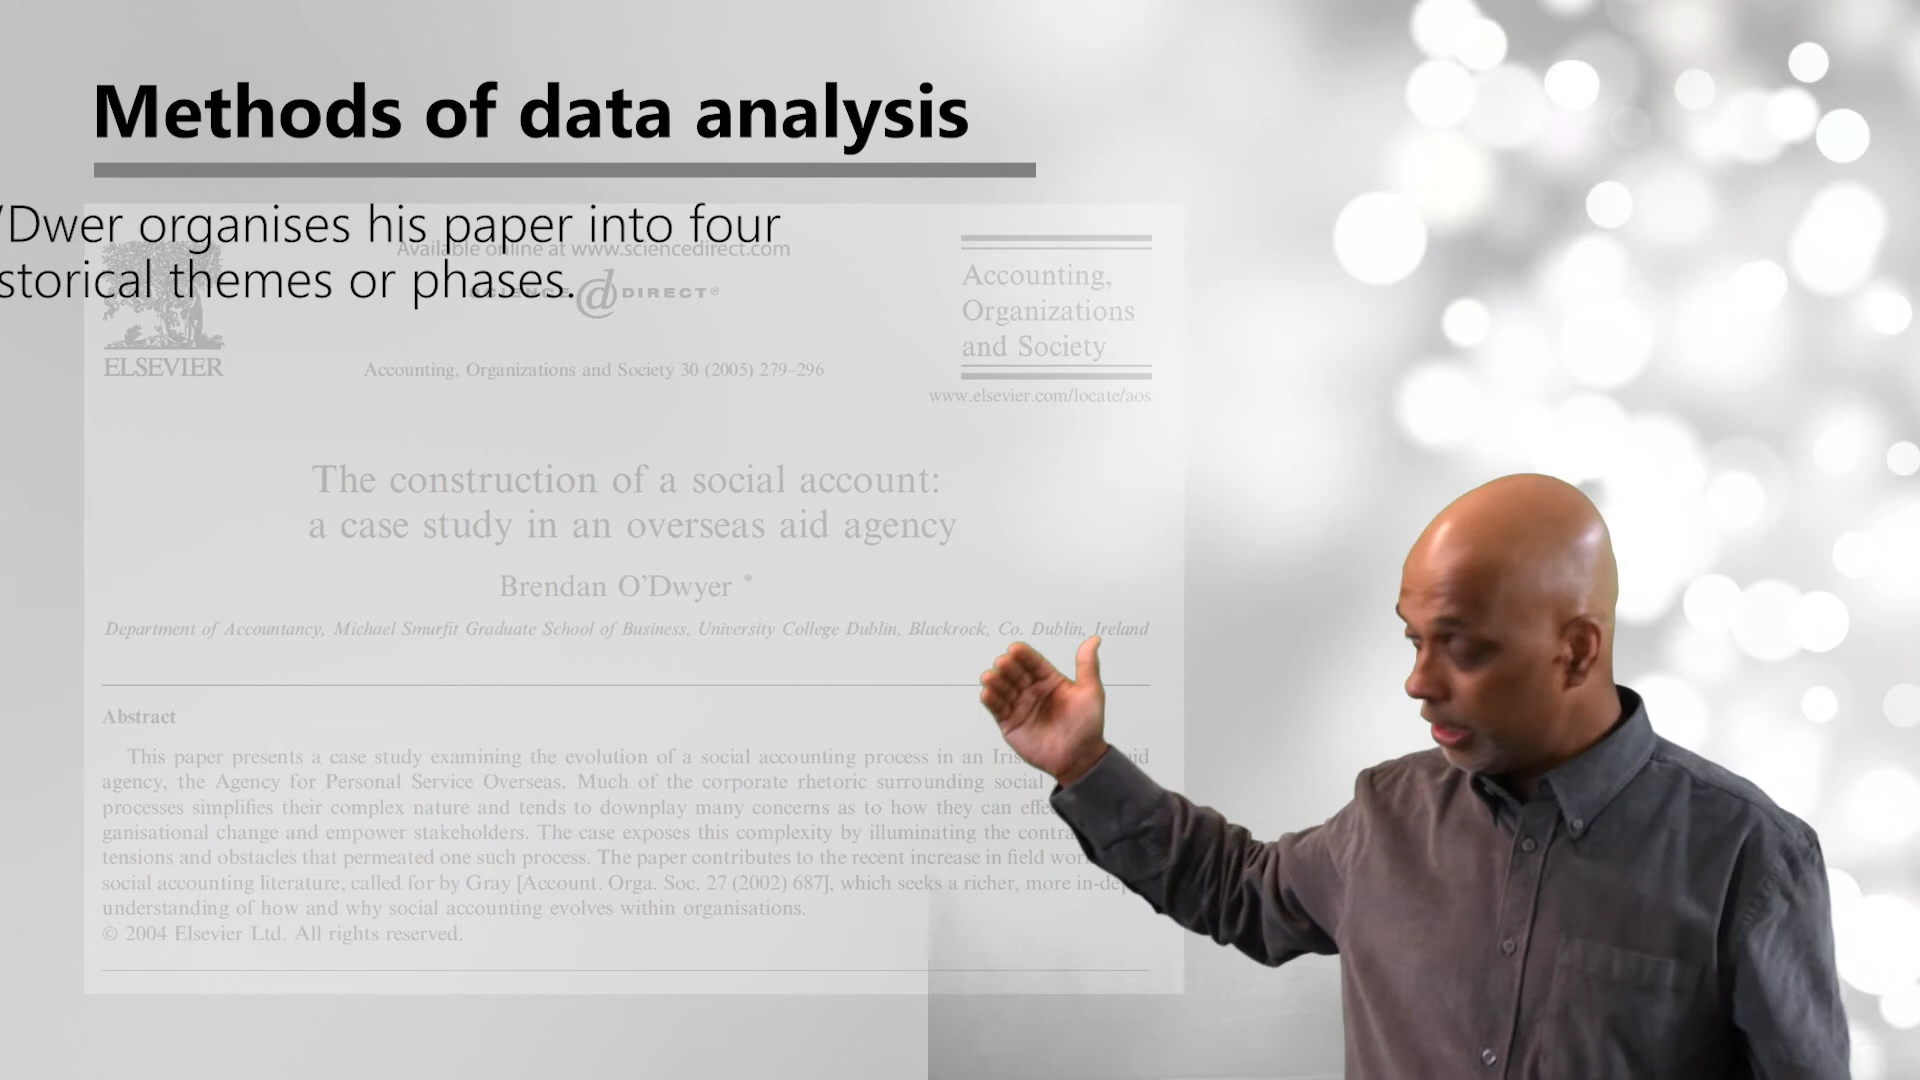 Methods of data analysis
'Dwer organises his paper into four
storical themes or phases.
Available online at www.sciencedirect.com
d DIRECT®
ELSEVIER
Accounting, Organizations and Society 30 (2005) 279–296
Accounting,
Organizations
and Society
www.elsevier.com/locate/aos
The construction of a social account:
a case study in an overseas aid agency
Brendan O'Dwyer *
Department of Accountancy, Michael Smurfit Graduate School of Business, University College Dublin, Blackrock, Co. Dublin, Ireland
Abstract
This paper presents a case study examining the evolution of a social accounting process in an
agency, the Agency for Personal Service Overseas. Much of the corporate rhetoric surrounding social
processes simplifies their complex nature and tends to downplay many concerns as to how they can
ganisational change and empower stakeholders. The case exposes this complexity by illuminating the
tensions and obstacles that permeated one such process. The paper contributes to the recent increase in field
social accounting literature, called for by Gray [Account. Orga. Soc. 27 (2002) 687], which seeks a richer, more
understanding of how and why social accounting evolves within organisations.
© 2004 Elsevier Ltd. All rights reserved.